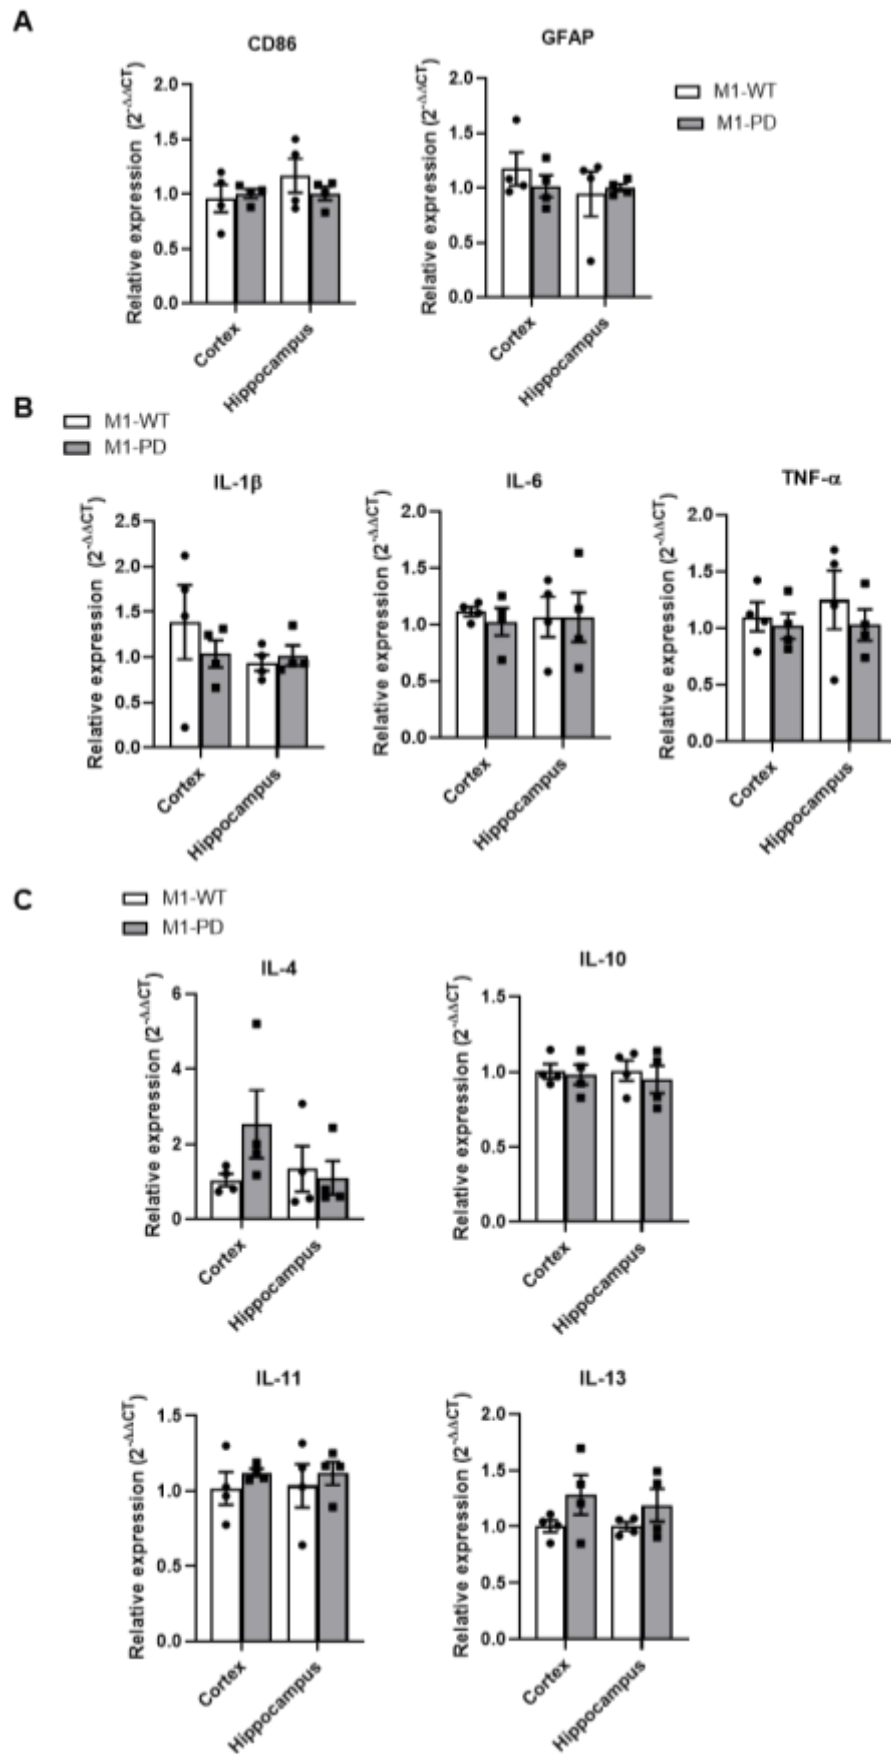 A
CD86
GFAP
M1-WT
M1-PD
Relative expression (2^-ΔΔCT)
2.0
1.5
1.0
0.5
0.0
Cortex
Hippocampus
Relative expression (2^-ΔΔCT)
2.0
1.5
1.0
0.5
0.0
Cortex
Hippocampus
B
M1-WT
M1-PD
IL-1β
Relative expression (2^-ΔΔCT)
2.5
2.0
1.5
1.0
0.5
0.0
Cortex
Hippocampus
IL-6
Relative expression (2^-ΔΔCT)
2.0
1.5
1.0
0.5
0.0
Cortex
Hippocampus
TNF-α
Relative expression (2^-ΔΔCT)
2.0
1.5
1.0
0.5
0.0
Cortex
Hippocampus
C
M1-WT
M1-PD
IL-4
Relative expression (2^-ΔΔCT)
6
4
2
0
Cortex
Hippocampus
IL-10
Relative expression (2^-ΔΔCT)
1.5
1.0
0.5
0.0
Cortex
Hippocampus
IL-11
Relative expression (2^-ΔΔCT)
1.5
1.0
0.5
0.0
Cortex
Hippocampus
IL-13
Relative expression (2^-ΔΔCT)
2.0
1.5
1.0
0.5
0.0
Cortex
Hippocampus